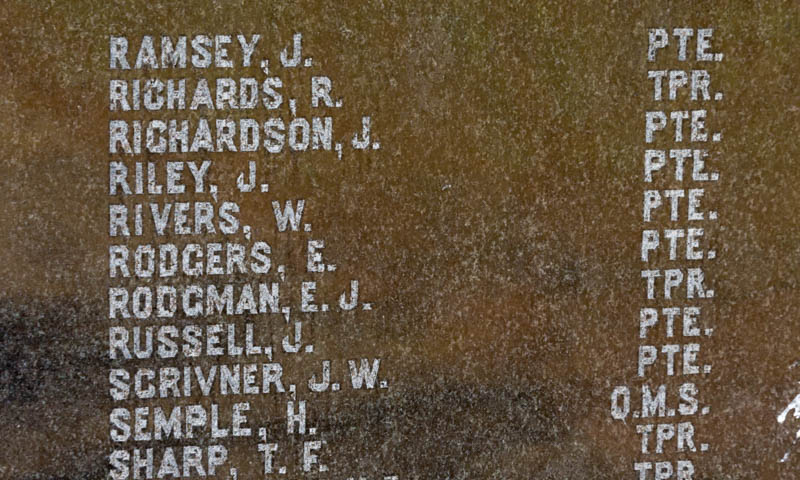 RAMSEY, J. PTE.
RICHARDS, R. TPR.
RICHARDSON, J. PTE.
RILEY, J. PTE.
RIVERS, W. PTE.
RODGERS, E. PTE.
RODGMAN, E. J. TPR.
RUSSELL, J. PTE.
SCRIVNER, J. W. PTE.
SEMPLE, H. Q.M.S.
SHARP, T. F. TPR.
TPR